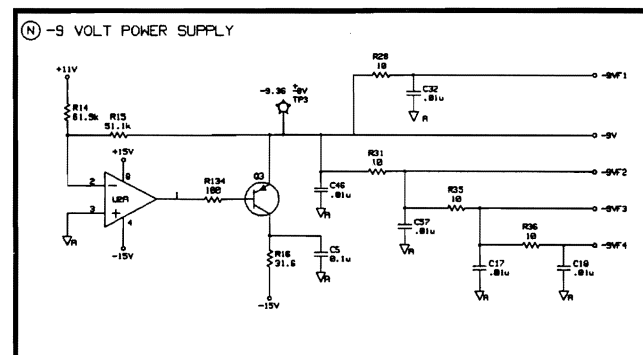 N -9 VOLT POWER SUPPLY
+11V
R14
61.9k
R15
51.1k
-9.36 ±0V
TP3
R28
10
C32
.01u
A
-9VF1
-9V
+15V
2
3
8
4
U2A
1
-15V
A
R134
100
Q3
R16
31.6
-15V
C5
0.1u
A
C46
.01u
A
R31
10
-9VF2
C57
.01u
A
R35
10
-9VF3
C17
.01u
A
R36
10
-9VF4
C18
.01u
A